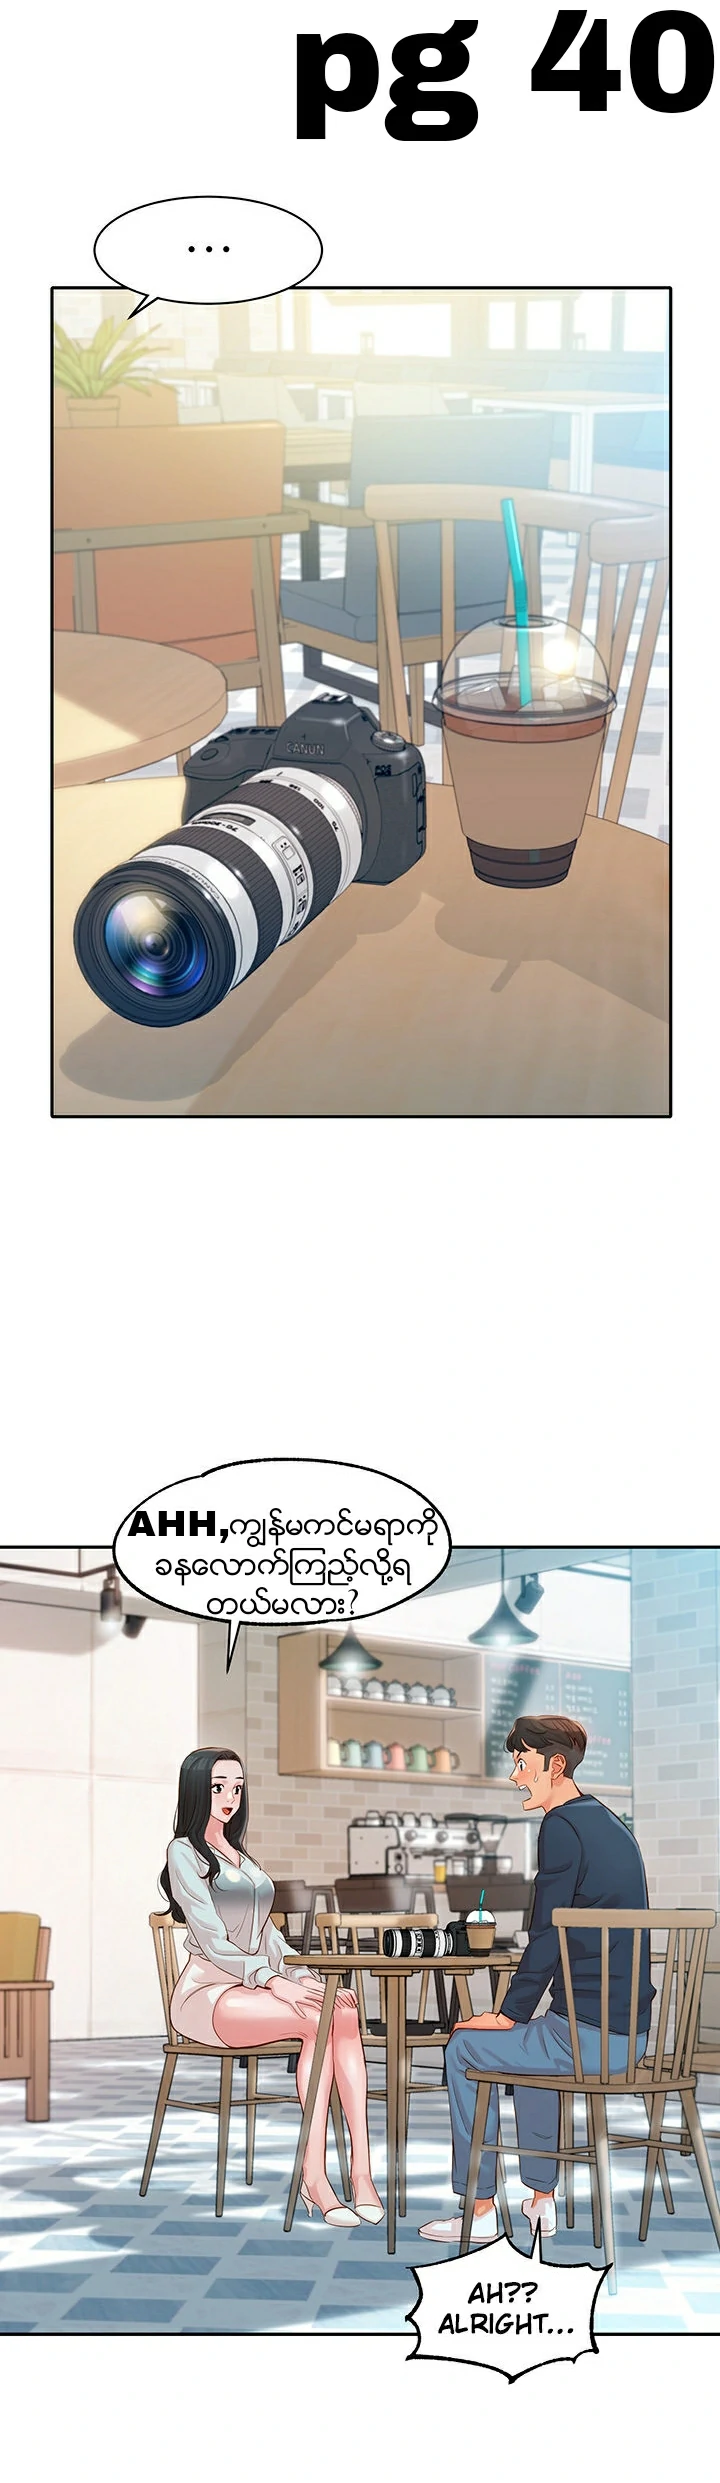 pg 40
...
CANUN
AHH,ကျွန်မကင်မရာကို
ခနလောက်ကြည့်လို့ရ
တယ်မလား?
AH??
ALRIGHT...